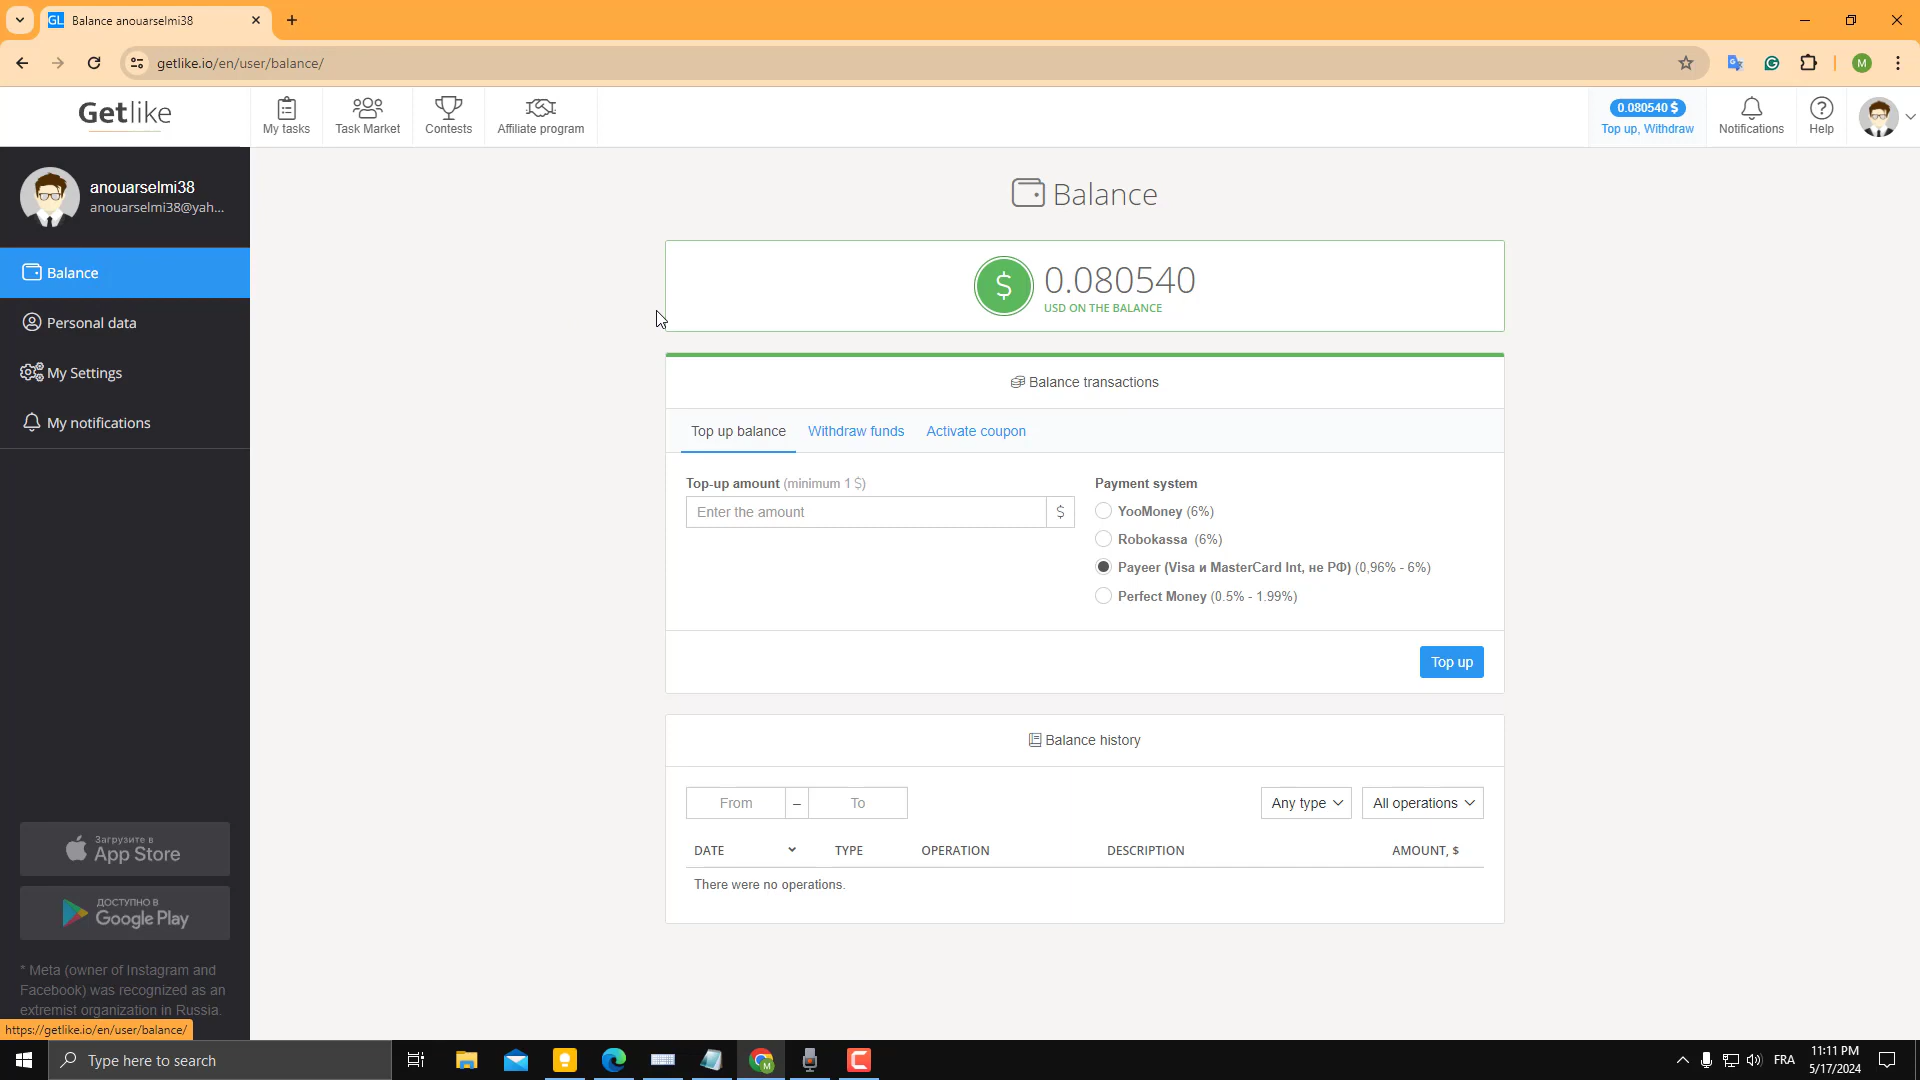 GL Balance anouarselmi38
getlike.io/en/user/balance/
M
Getlike
My tasks
Task Market
Contests
Affiliate program
0.080540 $
Top up, Withdraw
Notifications
Help
anouarselmi38
anouarselmi38@yah...
Balance
Personal data
My Settings
My notifications
Загрузите в
App Store
ДОСТУПНО В
Google Play
* Meta (owner of Instagram and
Facebook) was recognized as an
extremist organization in Russia.
https://getlike.io/en/user/balance/
Balance
$ 0.080540
USD ON THE BALANCE
Balance transactions
Top up balance
Withdraw funds
Activate coupon
Top-up amount (minimum 1 $)
Enter the amount $
Payment system
YooMoney (6%)
Robokassa (6%)
Payeer (Visa и MasterCard Int, не РФ) (0,96% - 6%)
Perfect Money (0.5% - 1.99%)
Top up
Balance history
From – To
Any type
All operations
DATE TYPE OPERATION DESCRIPTION AMOUNT, $
There were no operations.
Type here to search
FRA
11:11 PM
5/17/2024